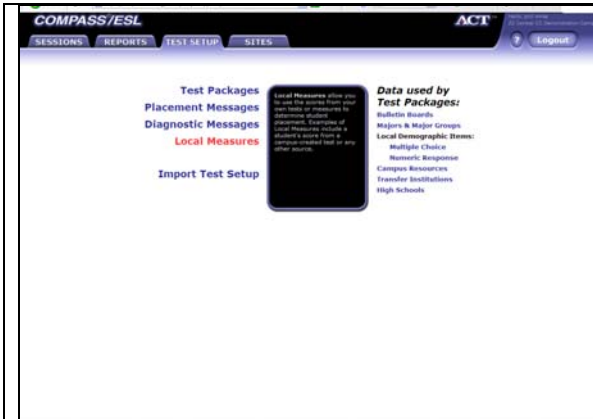 COMPASS/ESL
ACT
SESSIONS
REPORTS
TEST SETUP
SITES
?
Logout
Test Packages
Placement Messages
Diagnostic Messages
Local Measures
Import Test Setup
Local Measures allow you
to use the scores from your
own tests or measures to
determine student
placement. Examples of
Local Measures include a
student's score from a
campus-created test or any
other source.
Data used by
Test Packages:
Bulletin Boards
Majors & Major Groups
Local Demographic Items:
Multiple Choice
Numeric Response
Campus Resources
Transfer Institutions
High Schools